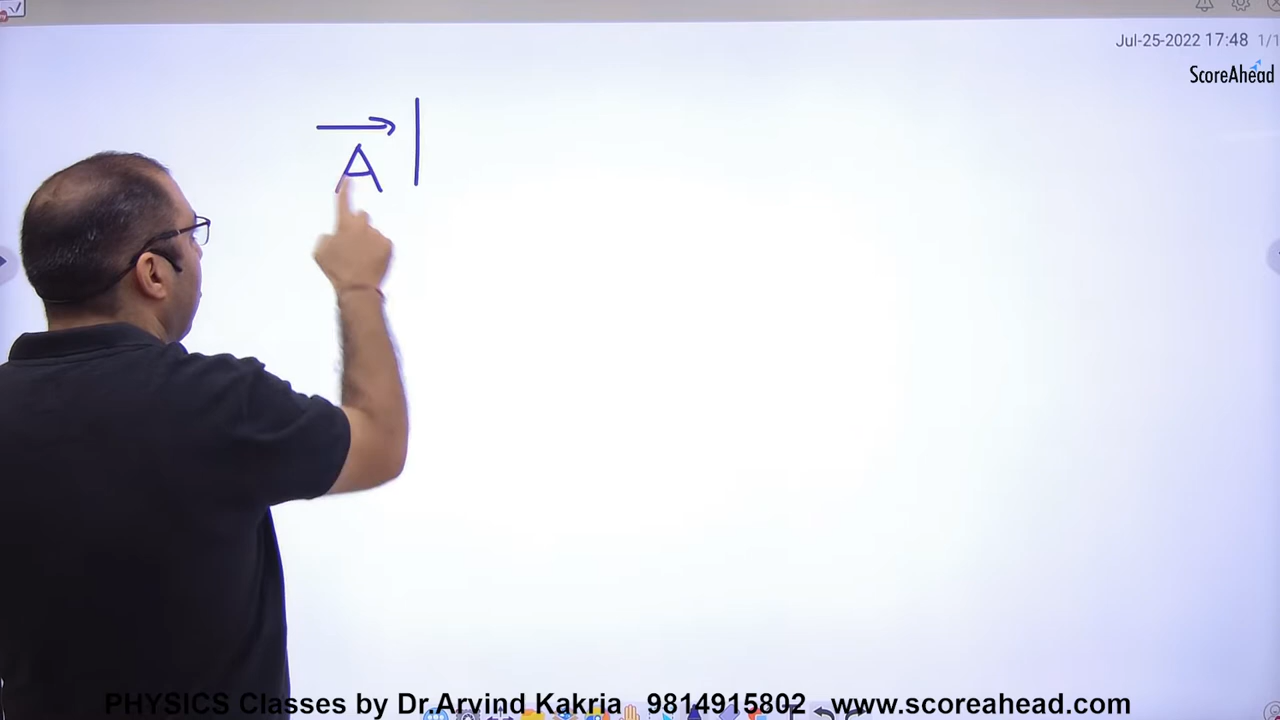 Jul-25-2022 17:48 1/1
ScoreAhead
A
PHYSICS Classes by Dr.Arvind Kakria 9814915802 www.scoreahead.com